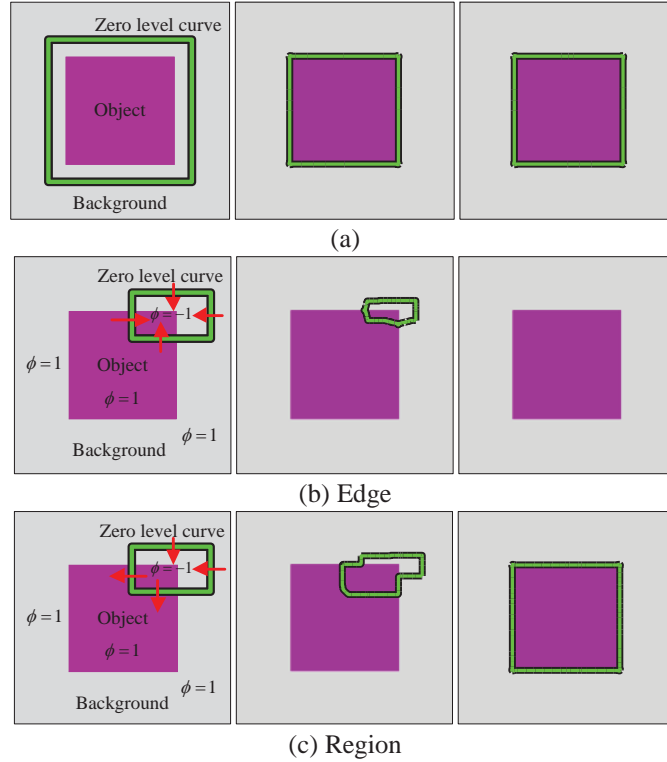 Zero level curve
Object
Background
(a)
Zero level curve
ϕ = −1
ϕ = 1
Object
ϕ = 1
ϕ = 1
Background
(b) Edge
Zero level curve
ϕ = −1
ϕ = 1
Object
ϕ = 1
ϕ = 1
Background
(c) Region